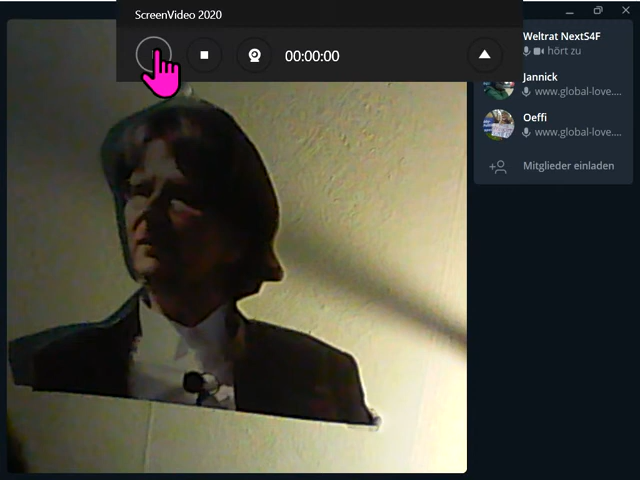 ScreenVideo 2020
00:00:00
Weltrat NextS4F
hört zu
Jannick
www.global-love....
Oeffi
www.global-love....
Mitglieder einladen